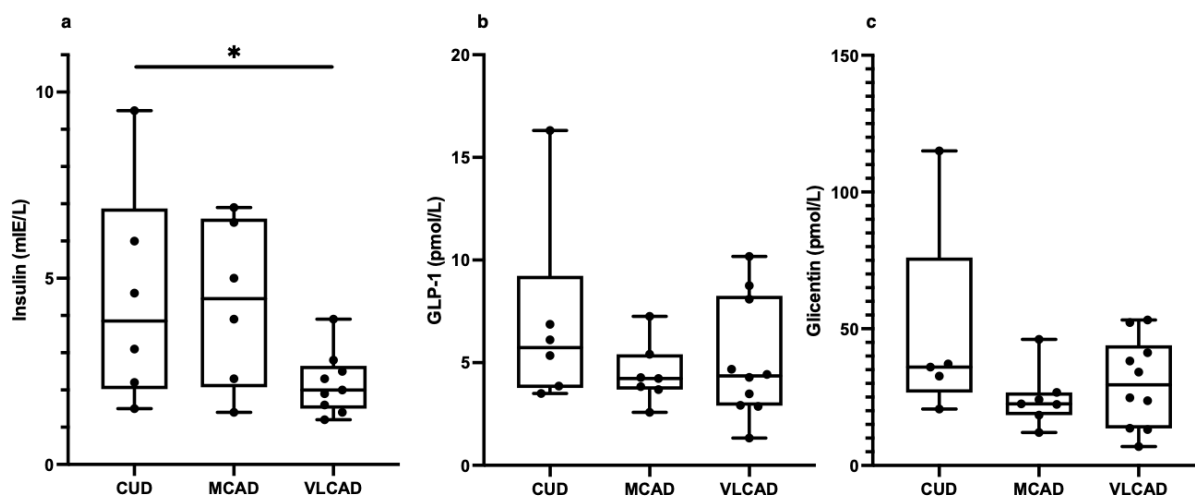 a
*
Insulin (mIE/L)
10
5
0
CUD MCAD VLCAD
b
GLP-1 (pmol/L)
20
15
10
5
0
CUD MCAD VLCAD
c
Glicentin (pmol/L)
150
100
50
0
CUD MCAD VLCAD